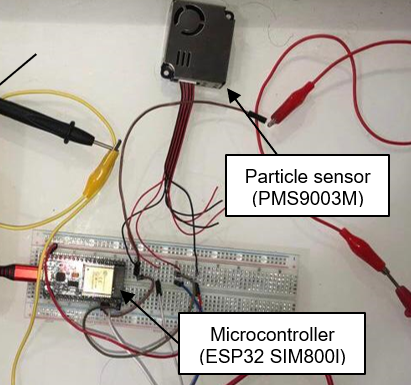 Particle sensor
(PMS9003M)
Microcontroller
(ESP32 SIM800l)